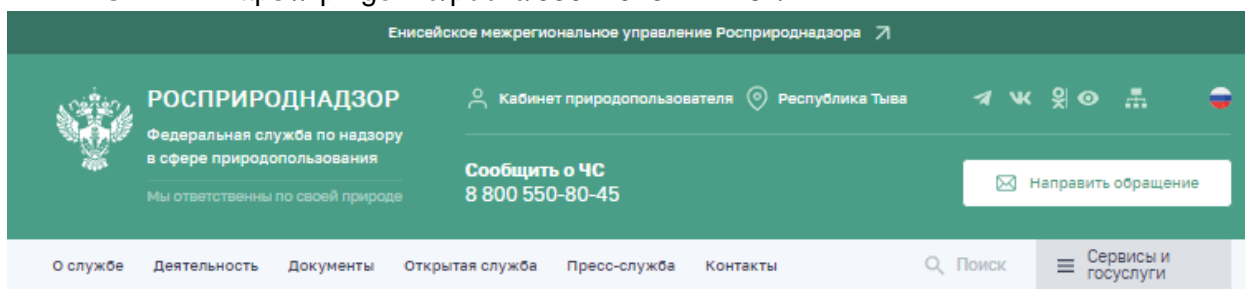 Енисейское межрегиональное управление Росприроднадзора
РОСПРИРОДНАДЗОР
Федеральная служба по надзору
в сфере природопользования
Мы ответственны по своей природе
Кабинет природопользователя
Республика Тыва
Сообщить о ЧС
8 800 550-80-45
Направить обращение
О службе Деятельность Документы Открытая служба Пресс-служба Контакты
Поиск
Сервисы и
госуслуги